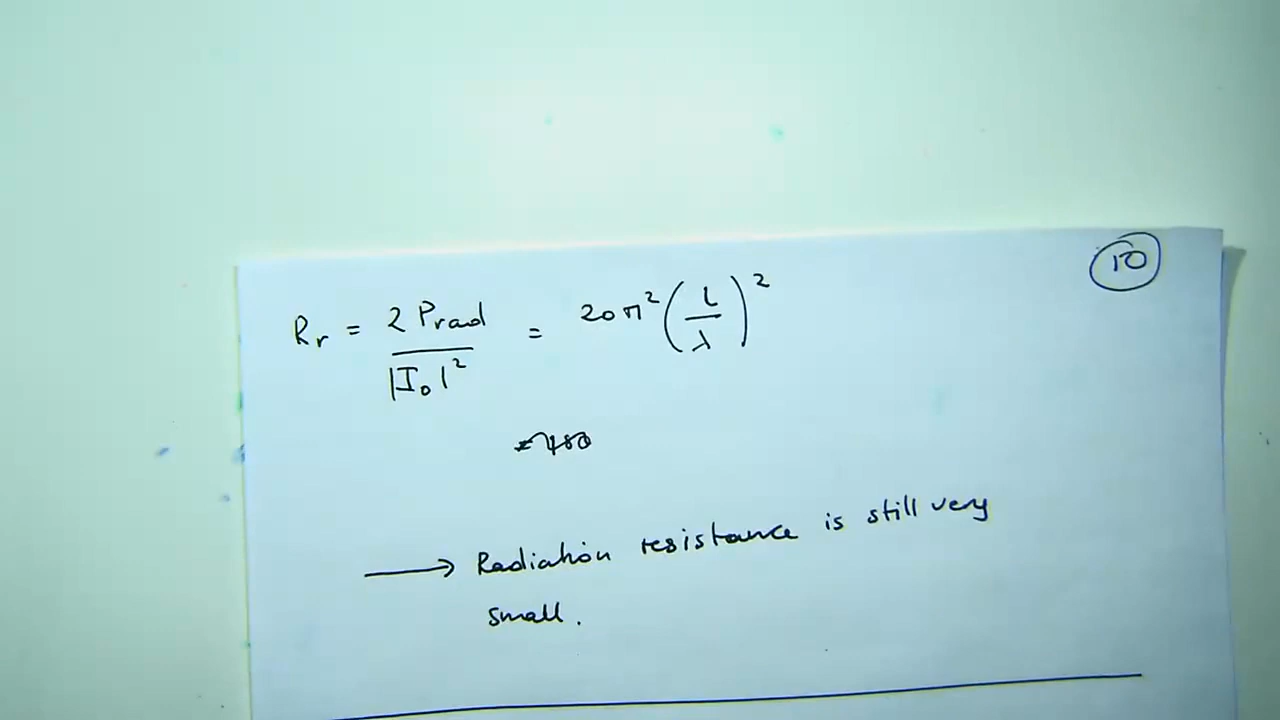 10
Rr = 2 Prad / |I0|² = 20π² (L/λ)²
→ Radiation resistance is still very
small.